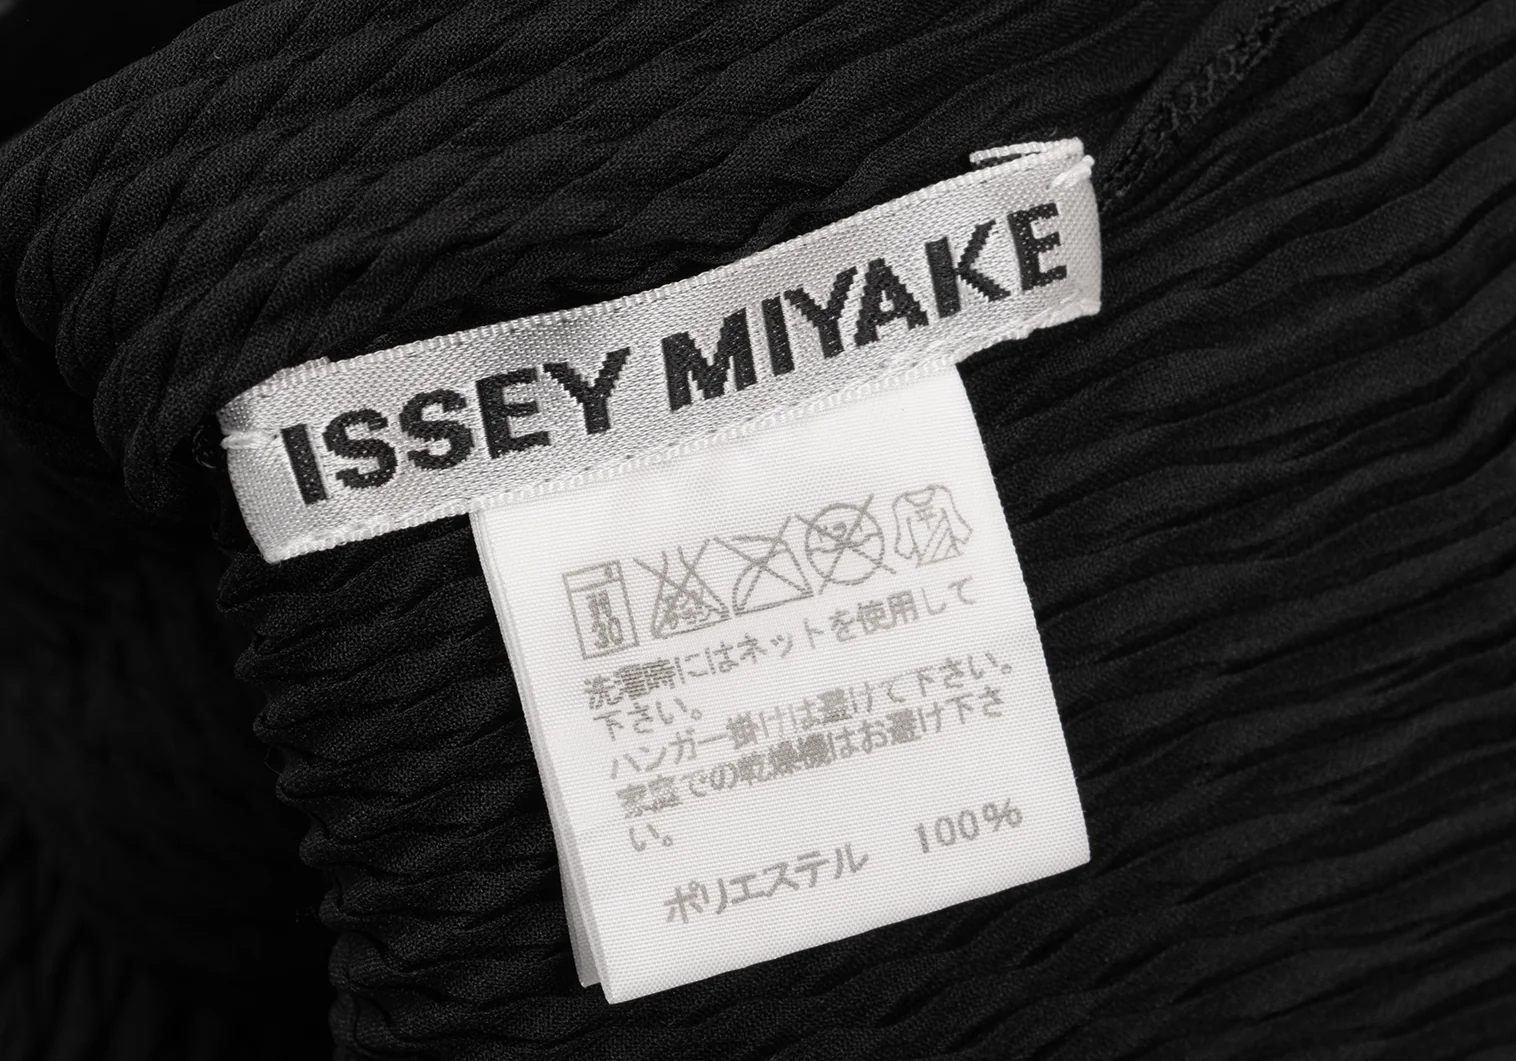 ISSEY MIYAKE
30
洗濯時にはネットを使用して
下さい。
ハンガー掛けは避けて下さい。
家庭での乾燥機はお避け下さ
い。
ポリエステル 100%